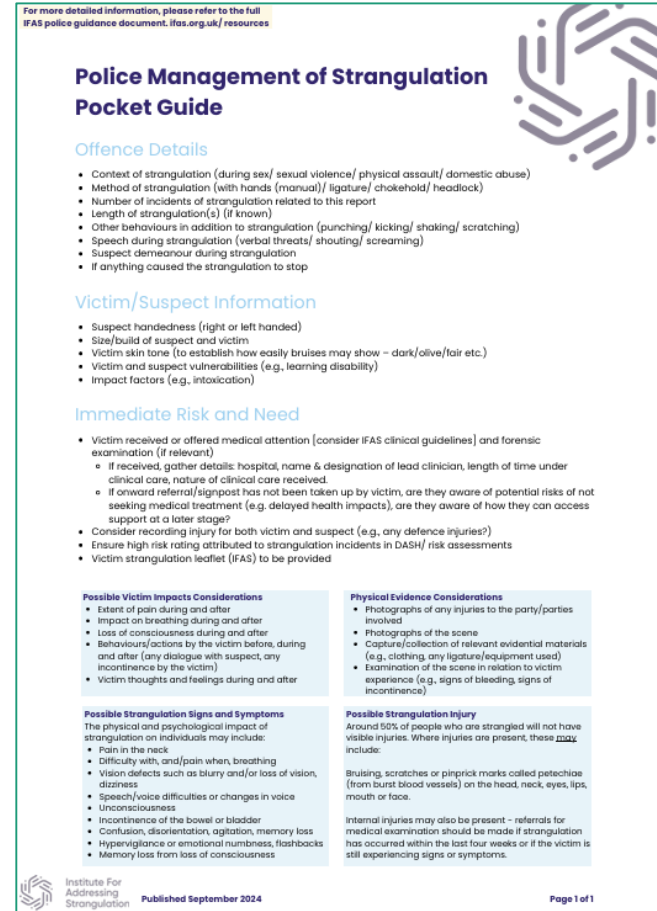 For more detailed information, please refer to the full
IFAS police guidance document. ifas.org.uk/ resources
Police Management of Strangulation
Pocket Guide
Offence Details
• Context of strangulation (during sex/ sexual violence/ physical assault/ domestic abuse)
• Method of strangulation (with hands (manual)/ ligature/ chokehold/ headlock)
• Number of incidents of strangulation related to this report
• Length of strangulation(s) (if known)
• Other behaviours in addition to strangulation (punching/ kicking/ shaking/ scratching)
• Speech during strangulation (verbal threats/ shouting/ screaming)
• Suspect demeanour during strangulation
• If anything caused the strangulation to stop
Victim/Suspect Information
• Suspect handedness (right or left handed)
• Size/build of suspect and victim
• Victim skin tone (to establish how easily bruises may show – dark/olive/fair etc.)
• Victim and suspect vulnerabilities (e.g., learning disability)
• Impact factors (e.g., intoxication)
Immediate Risk and Need
• Victim received or offered medical attention [consider IFAS clinical guidelines] and forensic
examination (if relevant)
○ If received, gather details: hospital, name & designation of lead clinician, length of time under
clinical care, nature of clinical care received.
○ If onward referral/signpost has not been taken up by victim, are they aware of potential risks of not
seeking medical treatment (e.g. delayed health impacts), are they aware of how they can access
support at a later stage?
• Consider recording injury for both victim and suspect (e.g., any defence injuries?)
• Ensure high risk rating attributed to strangulation incidents in DASH/ risk assessments
• Victim strangulation leaflet (IFAS) to be provided
Possible Victim Impacts Considerations
• Extent of pain during and after
• Impact on breathing during and after
• Loss of consciousness during and after
• Behaviours/actions by the victim before, during
and after (any dialogue with suspect, any
incontinence by the victim)
• Victim thoughts and feelings during and after
Physical Evidence Considerations
• Photographs of any injuries to the party/parties
involved
• Photographs of the scene
• Capture/collection of relevant evidential materials
(e.g., clothing, any ligature/equipment used)
• Examination of the scene in relation to victim
experience (e.g., signs of bleeding, signs of
incontinence)
Possible Strangulation Signs and Symptoms
The physical and psychological impact of
strangulation on individuals may include:
• Pain in the neck
• Difficulty with, and/pain when, breathing
• Vision defects such as blurry and/or loss of vision,
dizziness
• Speech/voice difficulties or changes in voice
• Unconsciousness
• Incontinence of the bowel or bladder
• Confusion, disorientation, agitation, memory loss
• Hypervigilance or emotional numbness, flashbacks
• Memory loss from loss of consciousness
Possible Strangulation Injury
Around 50% of people who are strangled will not have
visible injuries. Where injuries are present, these may
include:
Bruising, scratches or pinprick marks called petechiae
(from burst blood vessels) on the head, neck, eyes, lips,
mouth or face.
Internal injuries may also be present - referrals for
medical examination should be made if strangulation
has occurred within the last four weeks or if the victim is
still experiencing signs or symptoms.
Institute For
Addressing
Strangulation
Published September 2024
Page 1 of 1